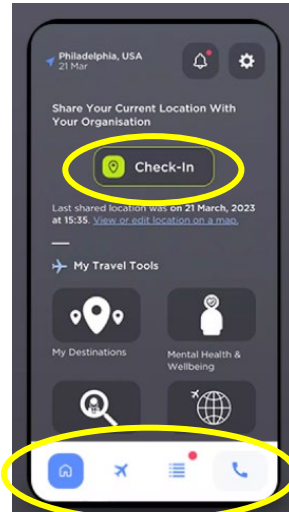 Philadelphia, USA
21 Mar
Share Your Current Location With
Your Organisation
Check-In
Last shared location was on 21 March, 2023
at 15:35. View or edit location on a map.
My Travel Tools
My Destinations
Mental Health &
Wellbeing